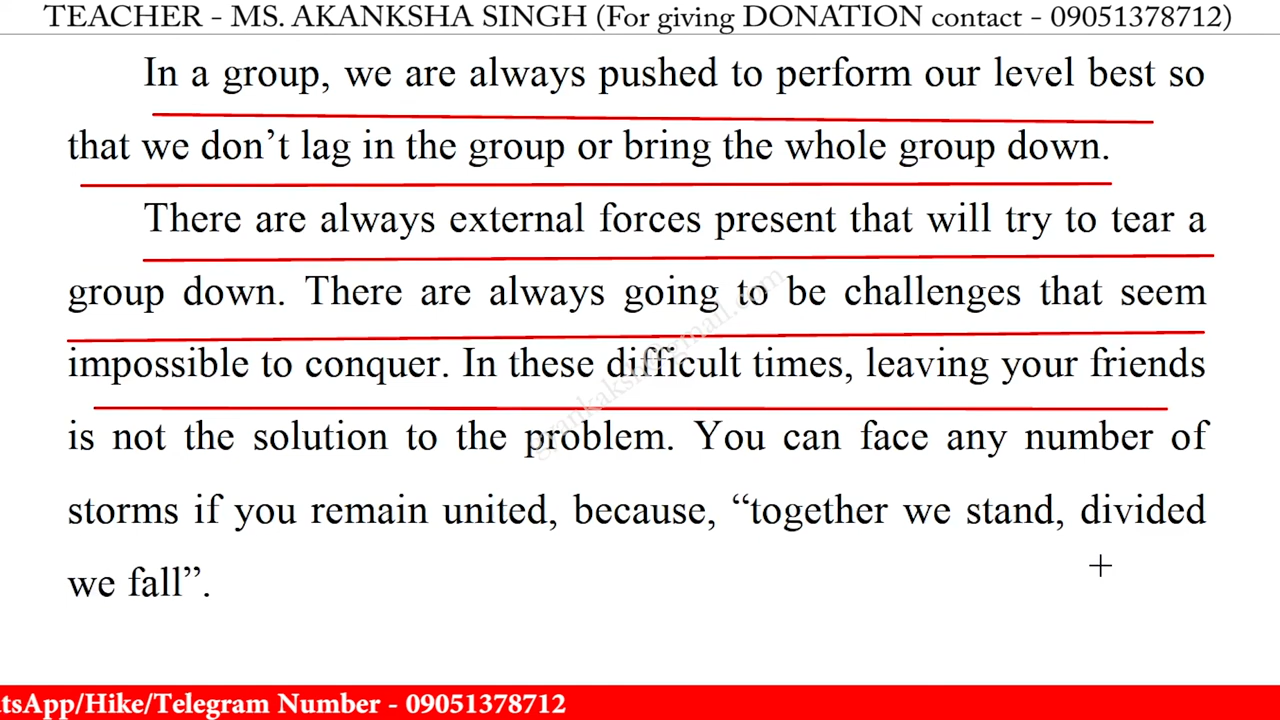 TEACHER - MS. AKANKSHA SINGH (For giving DONATION contact - 09051378712)
In a group, we are always pushed to perform our level best so
that we don’t lag in the group or bring the whole group down.
There are always external forces present that will try to tear a
group down. There are always going to be challenges that seem
impossible to conquer. In these difficult times, leaving your friends
is not the solution to the problem. You can face any number of
storms if you remain united, because, “together we stand, divided
we fall”.
atsApp/Hike/Telegram Number - 09051378712